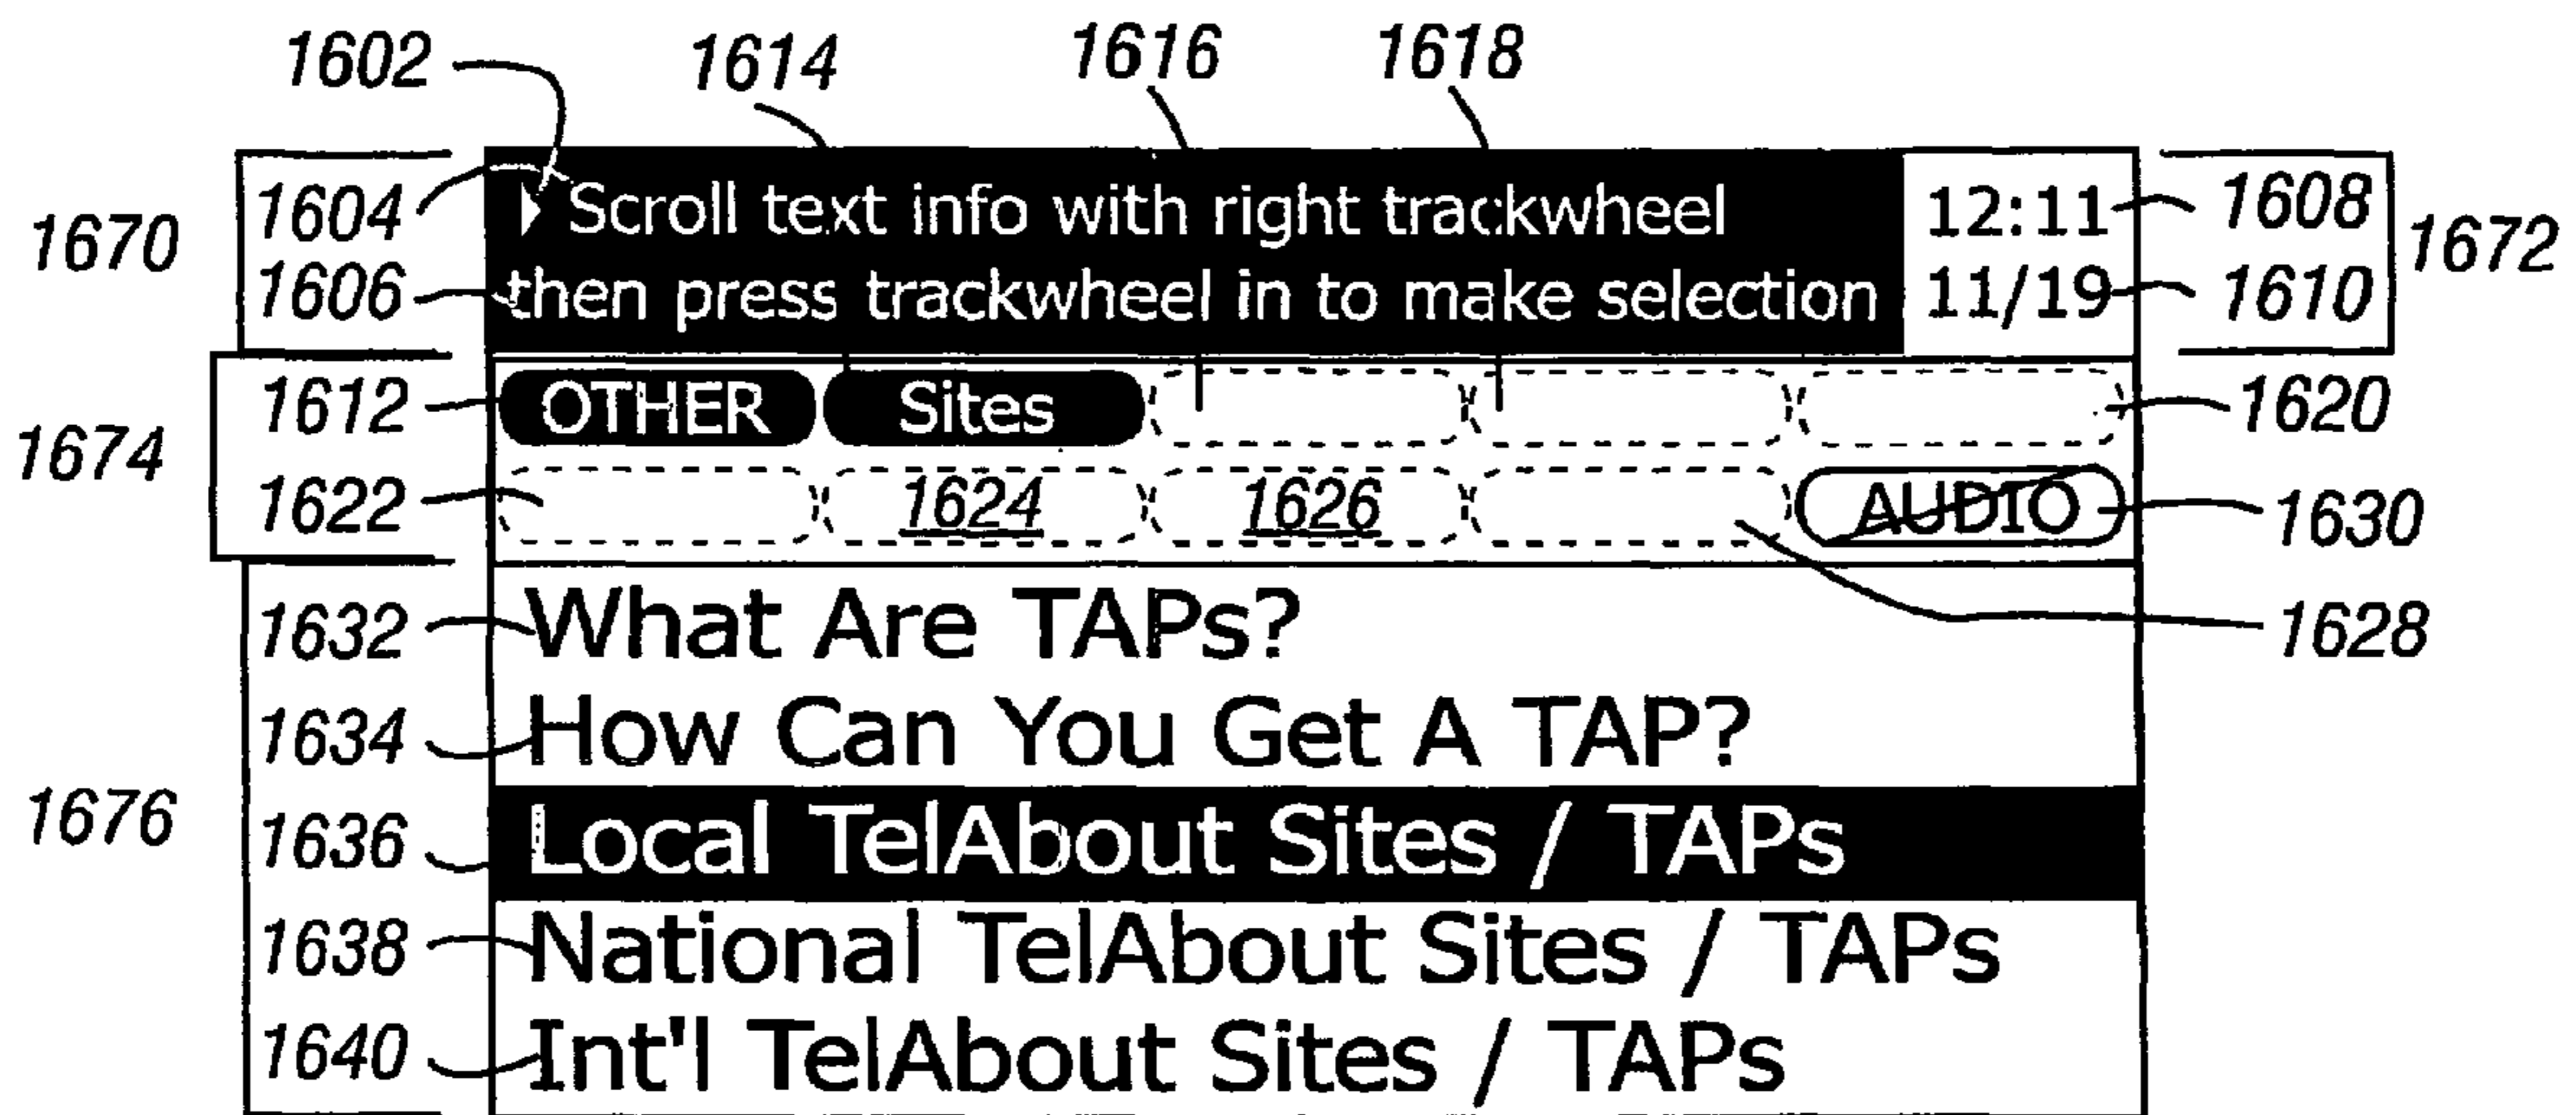 1602 1614 1616 1618
1604 Scroll text info with right trackwheel 12:11 1608
1670 1672
1606 then press trackwheel in to make selection 11/19 1610
1612 OTHER Sites 1620
1674
1622 1624 1626 AUDIO 1630
1632 What Are TAPs? 1628
1634 How Can You Get A TAP?
1676
1636 Local TelAbout Sites / TAPs
1638 National TelAbout Sites / TAPs
1640 Int'l TelAbout Sites / TAPs